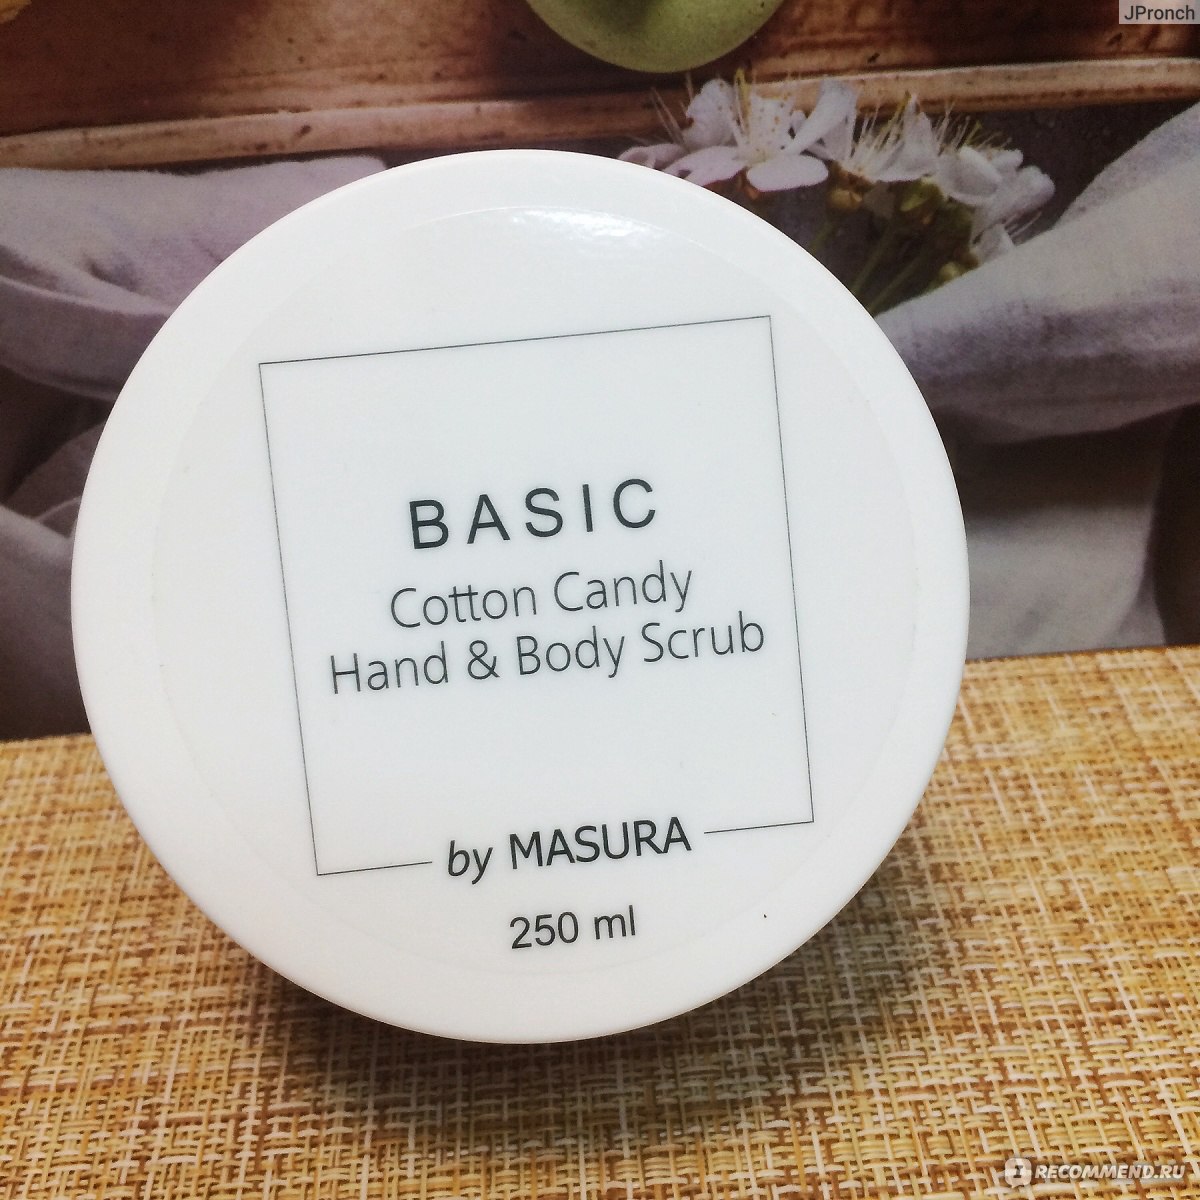 JPronch
BASIC
Cotton Candy
Hand & Body Scrub
by MASURA
250 ml
RECOMMEND.RU